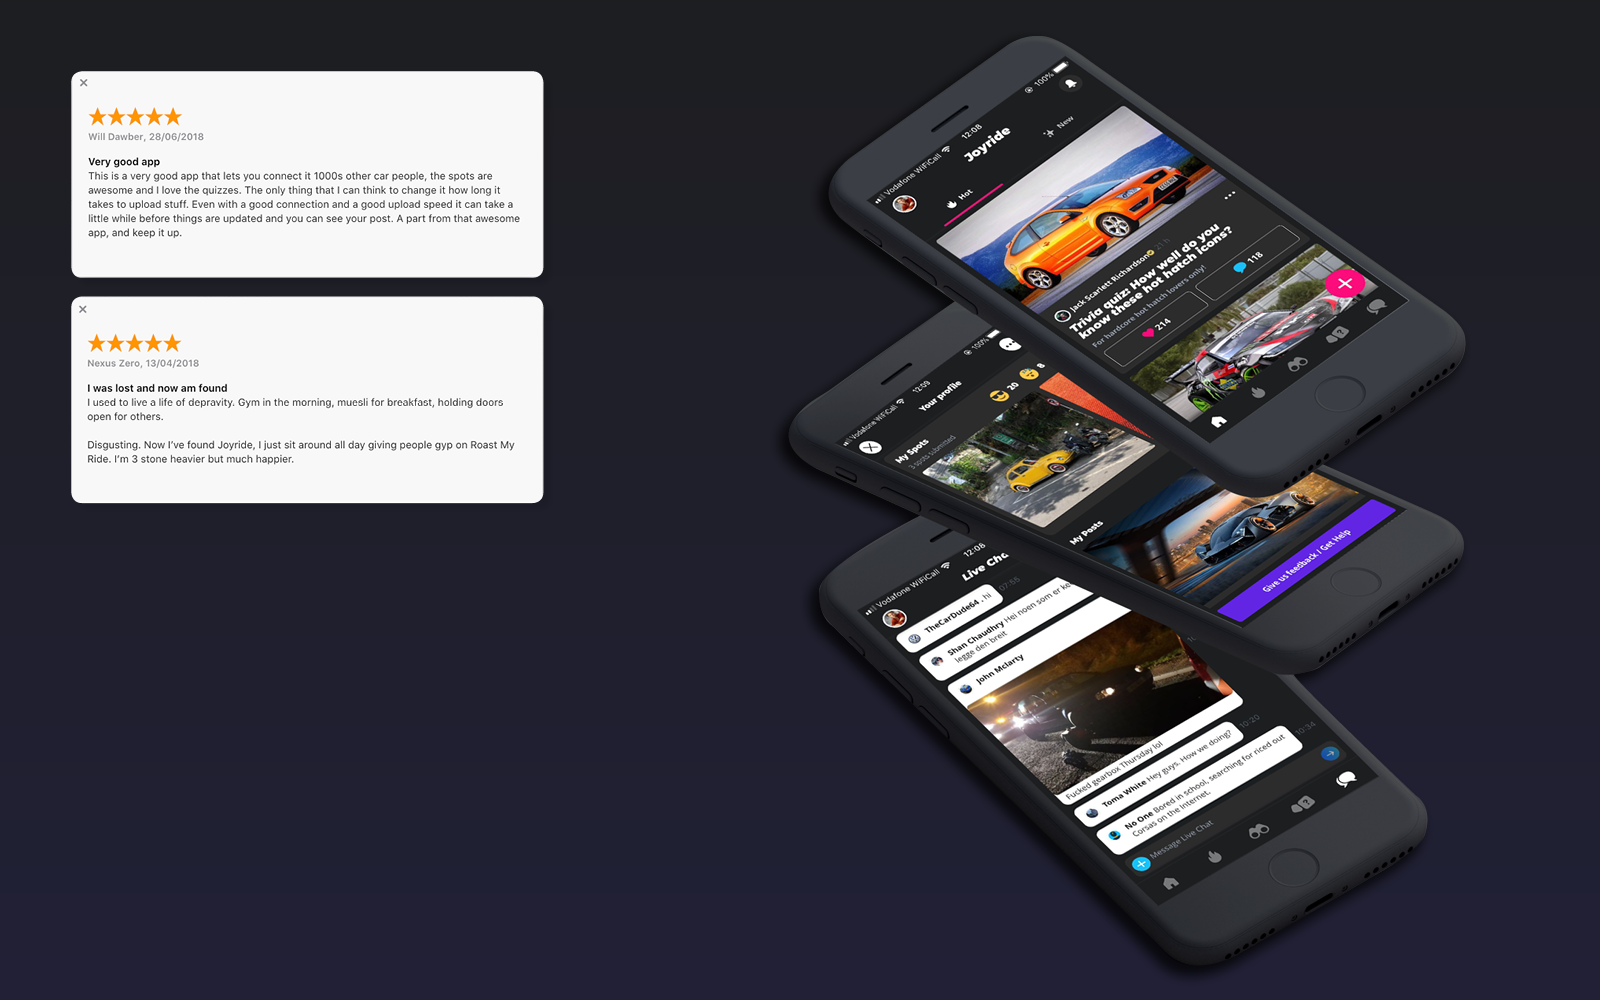 Will Dawber, 28/06/2018
Very good app
This is a very good app that lets you connect it 1000s other car people, the spots are
awesome and I love the quizzes. The only thing that I can think to change it how long it
takes to upload stuff. Even with a good connection and a good upload speed it can take a
little while before things are updated and you can see your post. A part from that awesome
app, and keep it up.
Nexus Zero, 13/04/2018
I was lost and now am found
I used to live a life of depravity. Gym in the morning, muesli for breakfast, holding doors
open for others.
Disgusting. Now I've found Joyride, I just sit around all day giving people gyp on Roast My
Ride. I'm 3 stone heavier but much happier.
Vodafone WiFiCall
12:08
100%
Joyride
Hot
New
Jack Scarlett Richardson
21 h
Trivia quiz: How well do you
know these hot hatch icons?
For hardcore hot hatch lovers only!
214
118
Vodafone WiFiCall
12:09
100%
Your profile
20
8
My Spots
3 spots submitted
My Posts
Give us feedback / Get Help
Vodafone WiFiCall
12:08
Live Cha
TheCarDude64 , hi
07:56
Shan Chaudhry Hei noen som er ke
legge den breit
John Mclarty
Fucked gearbox Thursday lol
Toma White Hey guys. How we doing?
10:20
No One Bored in school, searching for riced out
Corsas on the internet.
10:34
Message Live Chat